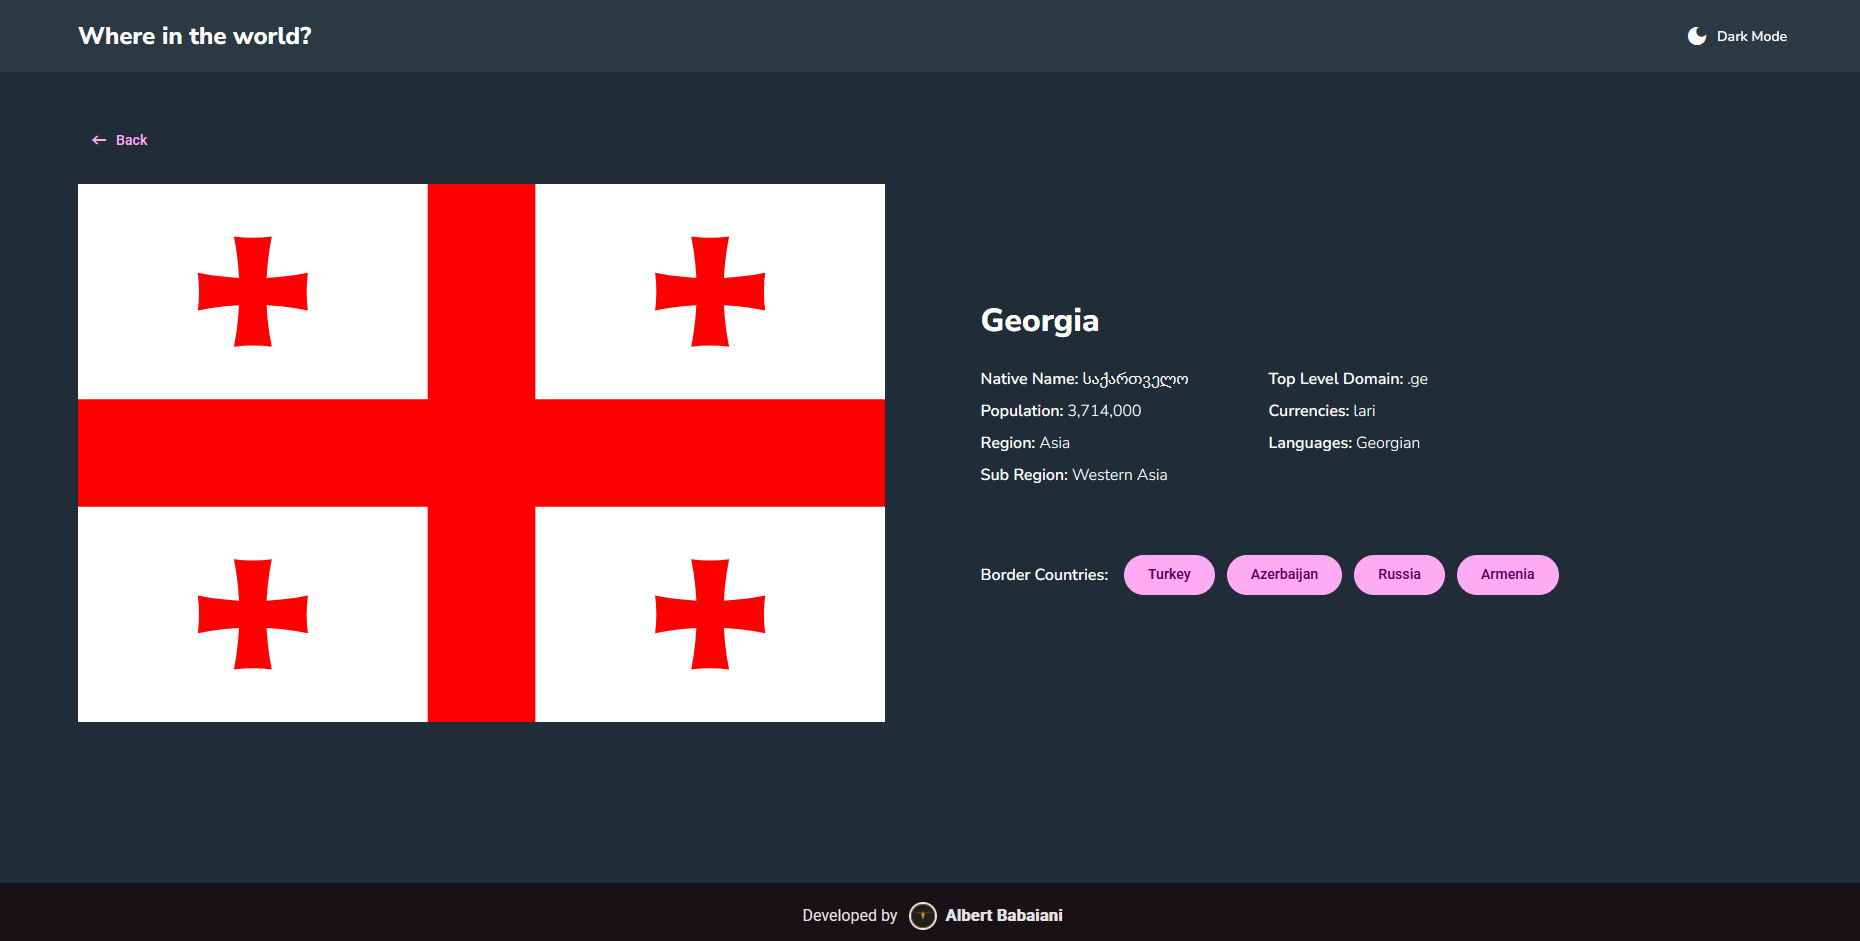 Where in the world?
Dark Mode
Back
Georgia
Native Name: საქართველო
Population: 3,714,000
Region: Asia
Sub Region: Western Asia
Top Level Domain: .ge
Currencies: lari
Languages: Georgian
Border Countries: Turkey Azerbaijan Russia Armenia
Developed by Albert Babaiani